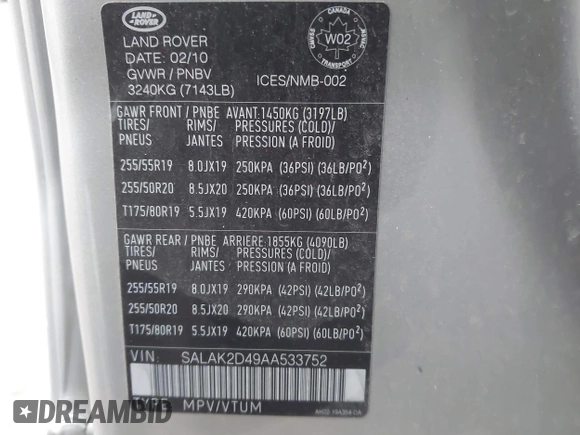 LAND ROVER
CANADA
W02
TRANSPORT
LAND ROVER
DATE: 02/10
GVWR / PNBV ICES/NMB-002
3240KG (7143LB)
GAWR FRONT / PNBE AVANT:1450KG (3197LB)
TIRES/ RIMS/ PRESSURES (COLD)/
PNEUS JANTES PRESSION (A FROID)
255/55R19 8.0JX19 250KPA (36PSI) (36LB/PO²)
255/50R20 8.5JX20 250KPA (36PSI) (36LB/PO²)
T175/80R19 5.5JX19 420KPA (60PSI) (60LB/PO²)
GAWR REAR / PNBE ARRIERE:1855KG (4090LB)
TIRES/ RIMS/ PRESSURES (COLD)/
PNEUS JANTES PRESSION (A FROID)
255/55R19 8.0JX19 290KPA (42PSI) (42LB/PO²)
255/50R20 8.5JX20 290KPA (42PSI) (42LB/PO²)
T175/80R19 5.5JX19 420KPA (60PSI) (60LB/PO²)
VIN: SALAK2D49AA533752
MPV/VTUM
DREAMBID